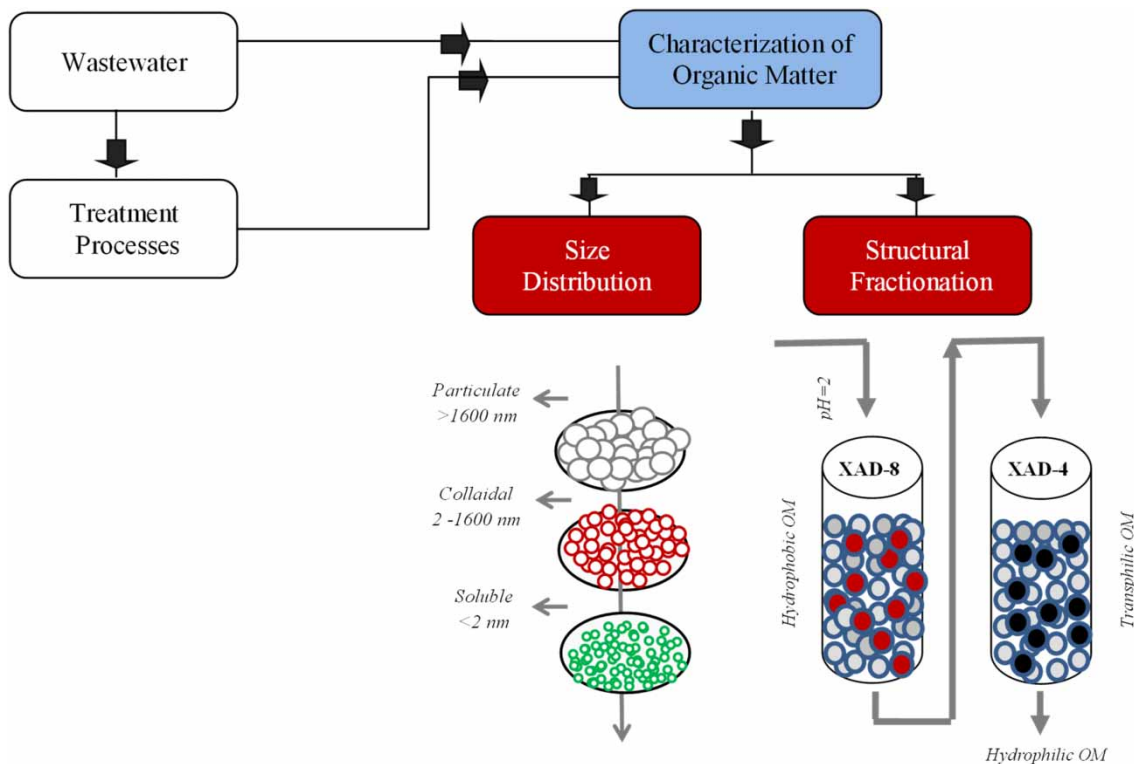 Wastewater
Characterization of
Organic Matter
Treatment
Processes
Size
Distribution
Structural
Fractionation
Particulate
>1600 nm
Collaidal
2 -1600 nm
Soluble
<2 nm
pH=2
XAD-8
Hydrophobic OM
XAD-4
Transphilic OM
Hydrophilic OM